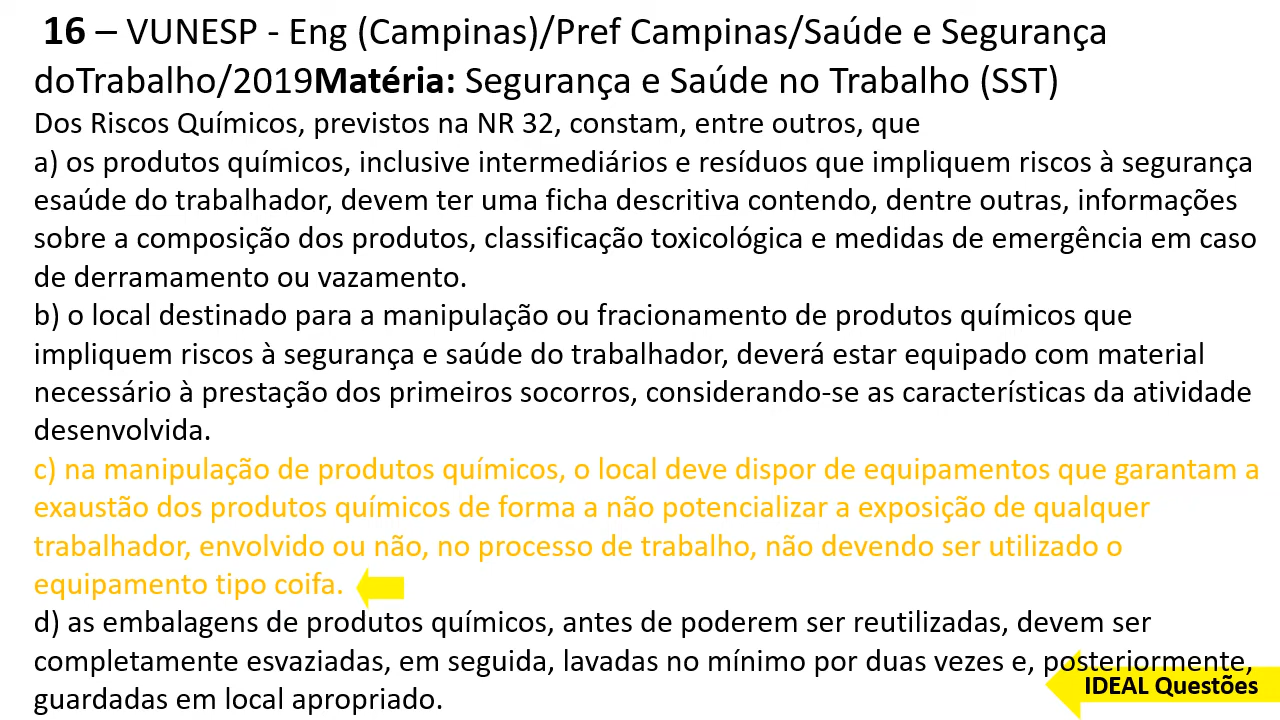 16 – VUNESP - Eng (Campinas)/Pref Campinas/Saúde e Segurança
doTrabalho/2019Matéria: Segurança e Saúde no Trabalho (SST)
Dos Riscos Químicos, previstos na NR 32, constam, entre outros, que
a) os produtos químicos, inclusive intermediários e resíduos que impliquem riscos à segurança
esaúde do trabalhador, devem ter uma ficha descritiva contendo, dentre outras, informações
sobre a composição dos produtos, classificação toxicológica e medidas de emergência em caso
de derramamento ou vazamento.
b) o local destinado para a manipulação ou fracionamento de produtos químicos que
impliquem riscos à segurança e saúde do trabalhador, deverá estar equipado com material
necessário à prestação dos primeiros socorros, considerando-se as características da atividade
desenvolvida.
c) na manipulação de produtos químicos, o local deve dispor de equipamentos que garantam a
exaustão dos produtos químicos de forma a não potencializar a exposição de qualquer
trabalhador, envolvido ou não, no processo de trabalho, não devendo ser utilizado o
equipamento tipo coifa.
d) as embalagens de produtos químicos, antes de poderem ser reutilizadas, devem ser
completamente esvaziadas, em seguida, lavadas no mínimo por duas vezes e, posteriormente,
guardadas em local apropriado.
IDEAL Questões